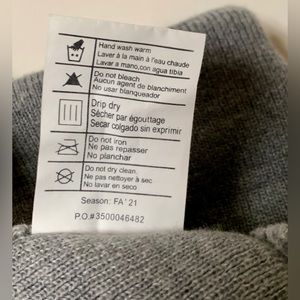 Hand wash warm
Laver à la main à l'eau chaude
Lavar a mano,con agua tibia
Do not bleach
Aucun agent de blanchiment
No usar blanqueador
Drip dry
Sécher par égouttage
Secar colgado sin exprimir
Do not iron
Ne pas repasser
No planchar
Do not dry clean.
Ne pas nettoyer à sec
No lavar en seco
Season: FA' 21
P.O.#3500046482